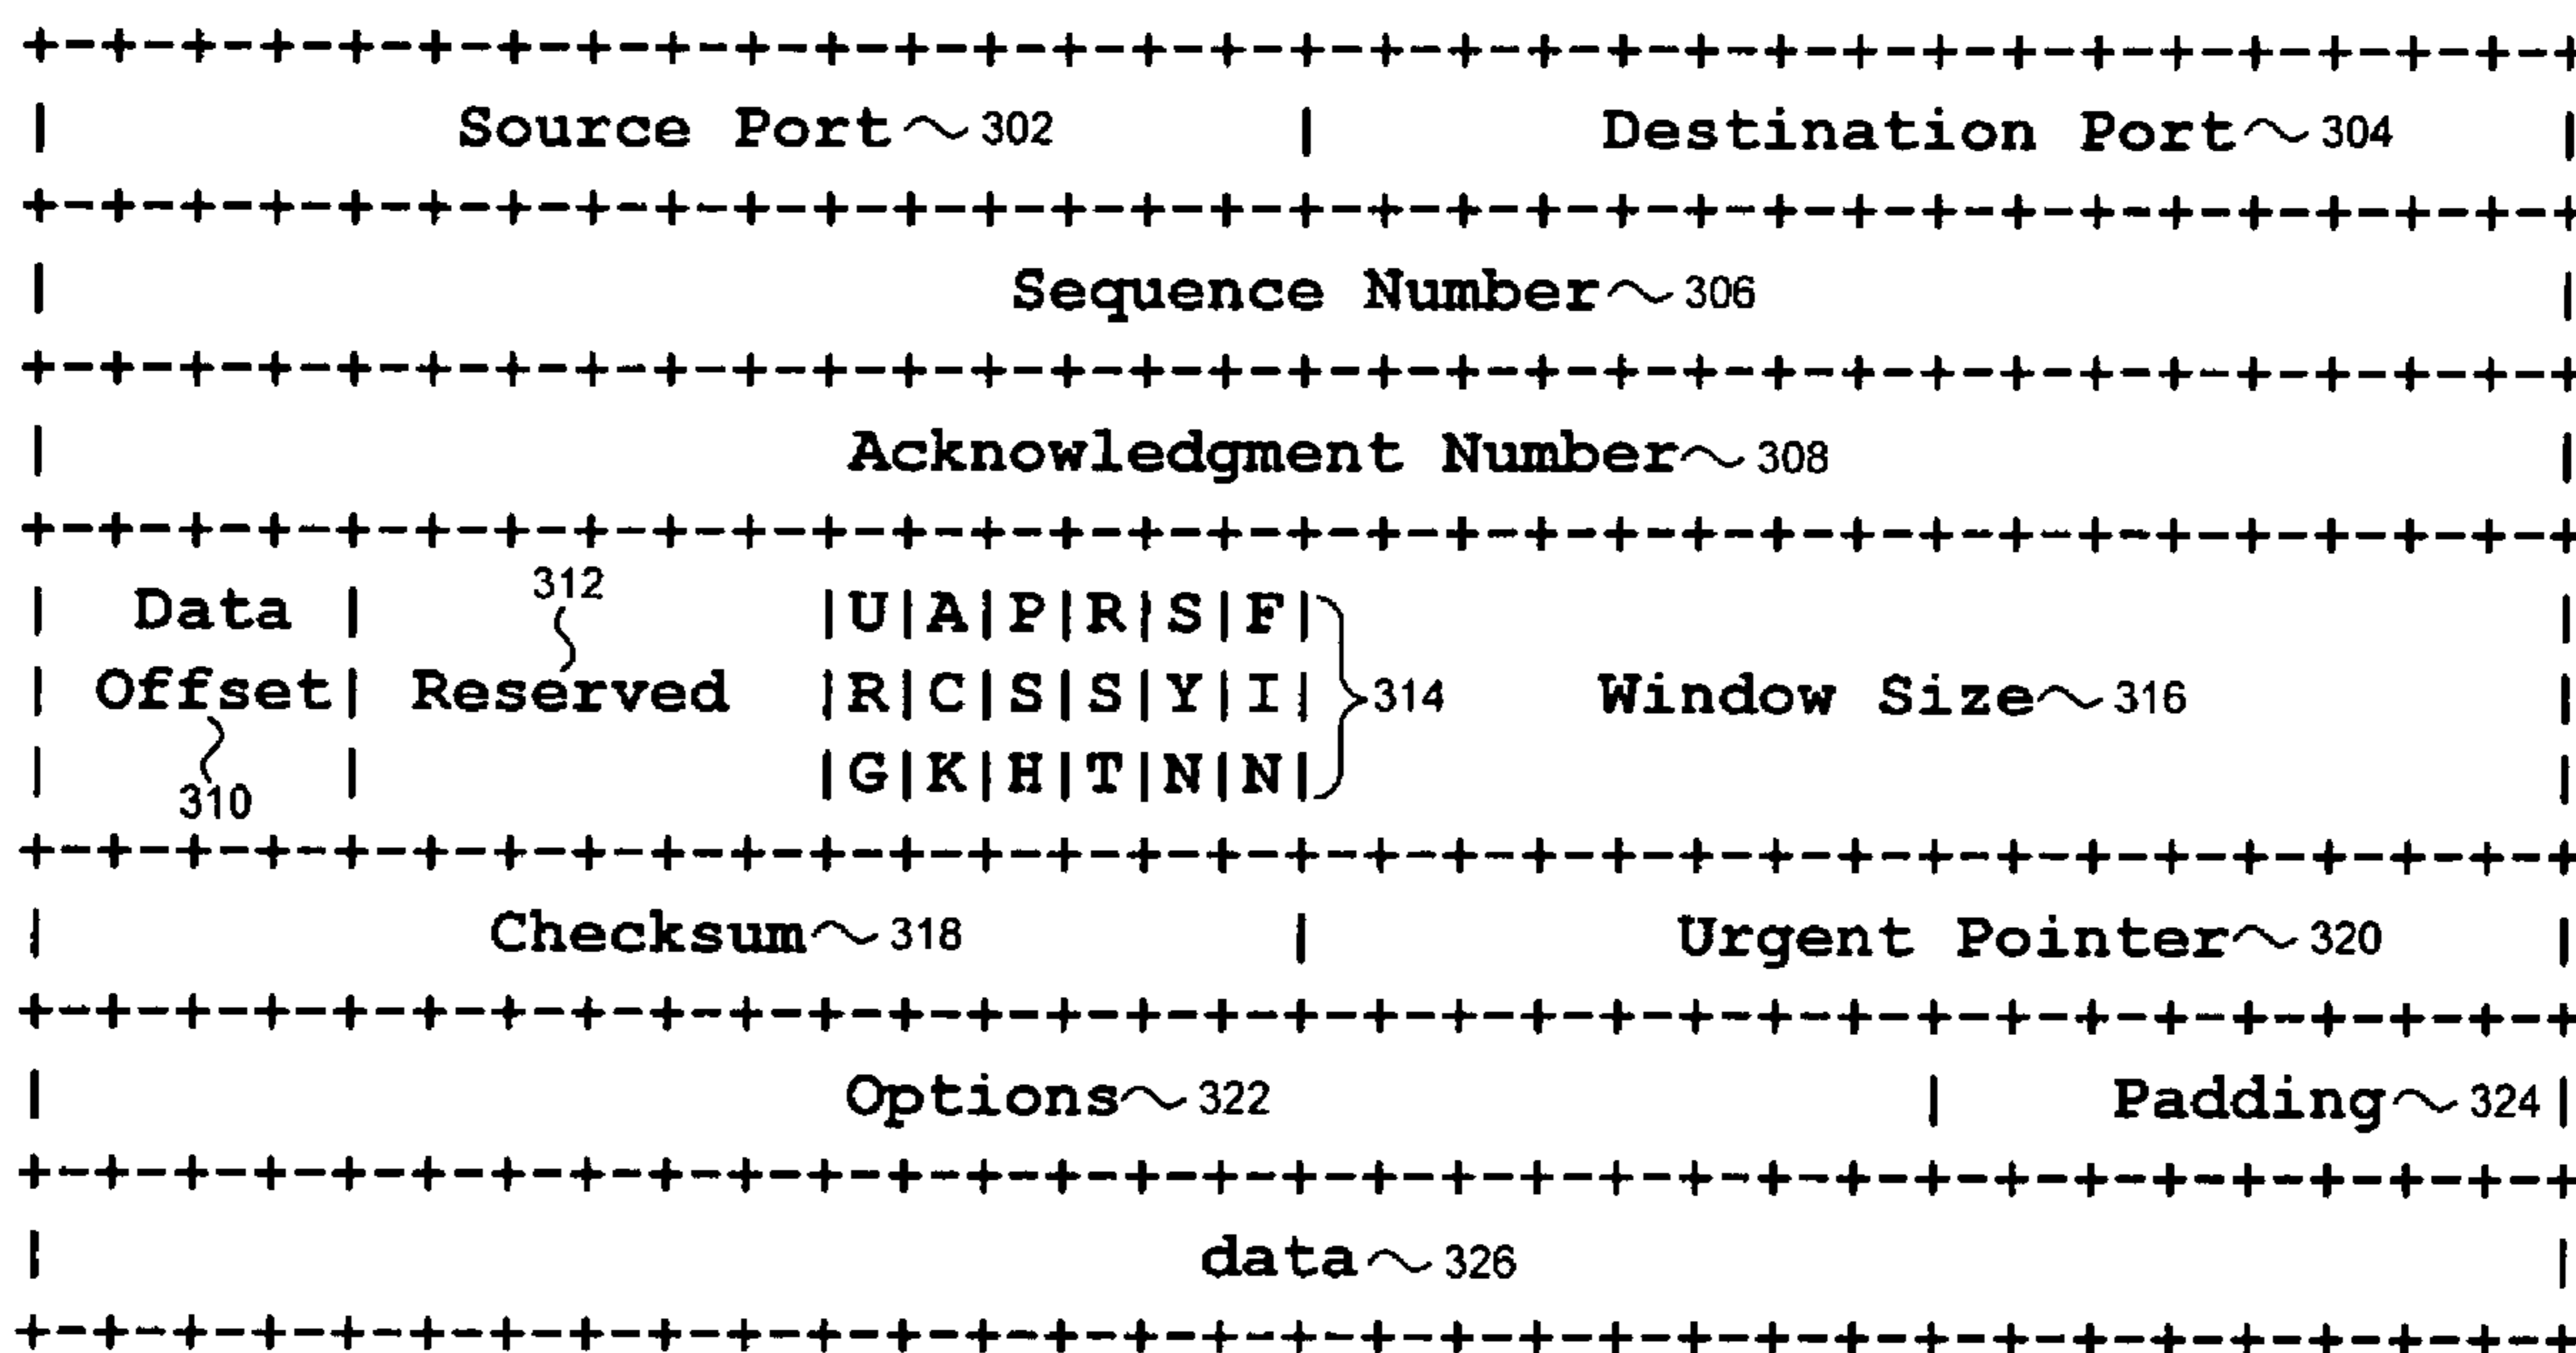 +-+-+-+-+-+-+-+-+-+-+-+-+-+-+-+-+-+-+-+-+-+-+-+-+-+-+-+-+-+-+-+-+
| Source Port 302 | Destination Port 304 |
+-+-+-+-+-+-+-+-+-+-+-+-+-+-+-+-+-+-+-+-+-+-+-+-+-+-+-+-+-+-+-+-+
| Sequence Number 306 |
+-+-+-+-+-+-+-+-+-+-+-+-+-+-+-+-+-+-+-+-+-+-+-+-+-+-+-+-+-+-+-+-+
| Acknowledgment Number 308 |
+-+-+-+-+-+-+-+-+-+-+-+-+-+-+-+-+-+-+-+-+-+-+-+-+-+-+-+-+-+-+-+-+
312
| Data | |U|A|P|R|S|F| |
| Offset| Reserved |R|C|S|S|Y|I| 314 Window Size 316 |
| | |G|K|H|T|N|N| |
310
+-+-+-+-+-+-+-+-+-+-+-+-+-+-+-+-+-+-+-+-+-+-+-+-+-+-+-+-+-+-+-+-+
| Checksum 318 | Urgent Pointer 320 |
+-+-+-+-+-+-+-+-+-+-+-+-+-+-+-+-+-+-+-+-+-+-+-+-+-+-+-+-+-+-+-+-+
| Options 322 | Padding 324 |
+-+-+-+-+-+-+-+-+-+-+-+-+-+-+-+-+-+-+-+-+-+-+-+-+-+-+-+-+-+-+-+-+
| data 326 |
+-+-+-+-+-+-+-+-+-+-+-+-+-+-+-+-+-+-+-+-+-+-+-+-+-+-+-+-+-+-+-+-+